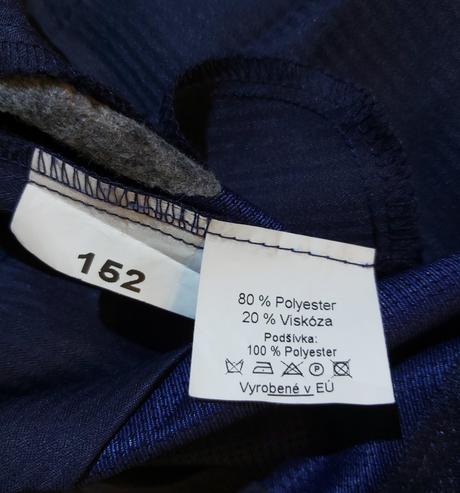 152
80 % Polyester
20 % Viskóza
Podšívka:
100 % Polyester
P
Vyrobené v EÚ